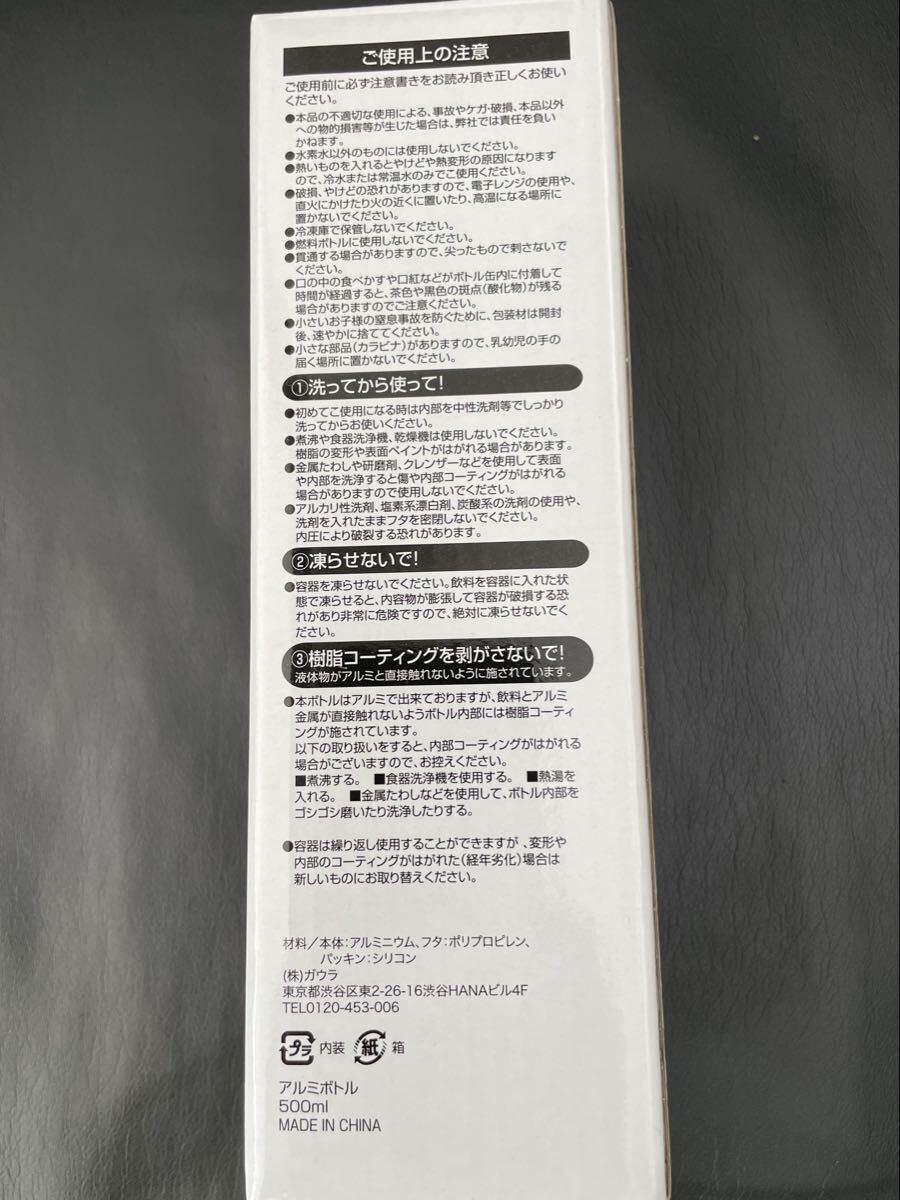 ご使用上の注意
ご使用前に必ず注意書きをお読み頂き正しくお使い
ください。
●本品の不適切な使用による、事故やケガ・破損、本品以外
への物的損害等が生じた場合は、弊社では責任を負い
かねます。
●水素水以外のものには使用しないでください。
●熱いものを入れるとやけどや熱変形の原因になります
ので、冷水または常温水のみでご使用ください。
●破損、やけどの恐れがありますので、電子レンジの使用や、
直火にかけたり火の近くに置いたり、高温になる場所に
置かないでください。
●冷凍庫で保管しないでください。
●燃料ボトルに使用しないでください。
●貫通する場合がありますので、尖ったもので刺さないで
ください。
●口の中の食べかすや口紅などがボトル缶内に付着して
時間が経過すると、茶色や黒色の斑点(酸化物)が残る
場合がありますのでご注意ください。
●小さいお子様の窒息事故を防ぐために、包装材は開封
後、速やかに捨ててください。
●小さな部品(カラビナ)がありますので、乳幼児の手の
届く場所に置かないでください。
①洗ってから使って!
●初めてご使用になる時は内部を中性洗剤等でしっかり
洗ってからお使いください。
●煮沸や食器洗浄機、乾燥機は使用しないでください。
樹脂の変形や表面ペイントがはがれる場合があります。
●金属たわしや研磨剤、クレンザーなどを使用して表面
や内部を洗浄すると傷や内部コーティングがはがれる
場合がありますので使用しないでください。
●アルカリ性洗剤、塩素系漂白剤、炭酸系の洗剤の使用や、
洗剤を入れたままフタを密閉しないでください。
内圧により破裂する恐れがあります。
②凍らせないで!
●容器を凍らせないでください。飲料を容器に入れた状
態で凍らせると、内容物が膨張して容器が破損する恐
れがあり非常に危険ですので、絶対に凍らせないでく
ださい。
③樹脂コーティングを剥がさないで!
液体物がアルミと直接触れないように施されています。
●本ボトルはアルミで出来ておりますが、飲料とアルミ
金属が直接触れないようボトル内部には樹脂コーティ
ングが施されています。
以下の取り扱いをすると、内部コーティングがはがれる
場合がございますので、お控えください。
■煮沸する。 ■食器洗浄機を使用する。 ■熱湯を
入れる。 ■金属たわしなどを使用して、ボトル内部を
ゴシゴシ磨いたり洗浄したりする。
●容器は繰り返し使用することができますが、変形や
内部のコーティングがはがれた(経年劣化)場合は
新しいものにお取り替えください。
材料/本体:アルミニウム、フタ:ポリプロピレン、
パッキン:シリコン
(株)ガウラ
東京都渋谷区東2-26-16渋谷HANAビル4F
TEL0120-453-006
プラ 内装 紙 箱
アルミボトル
500ml
MADE IN CHINA